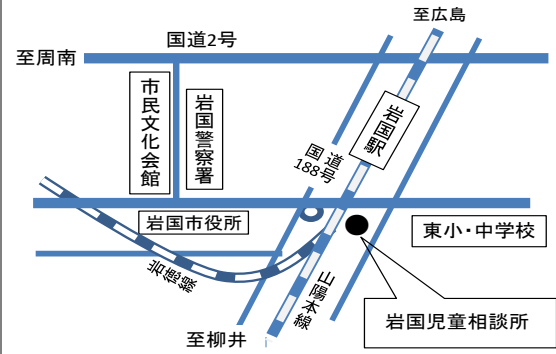 至広島
国道2号
至周南
市民文化会館
岩国警察署
岩国駅
国道
188号
岩国市役所
東小・中学校
岩徳線
山陽本線
岩国児童相談所
至柳井
i